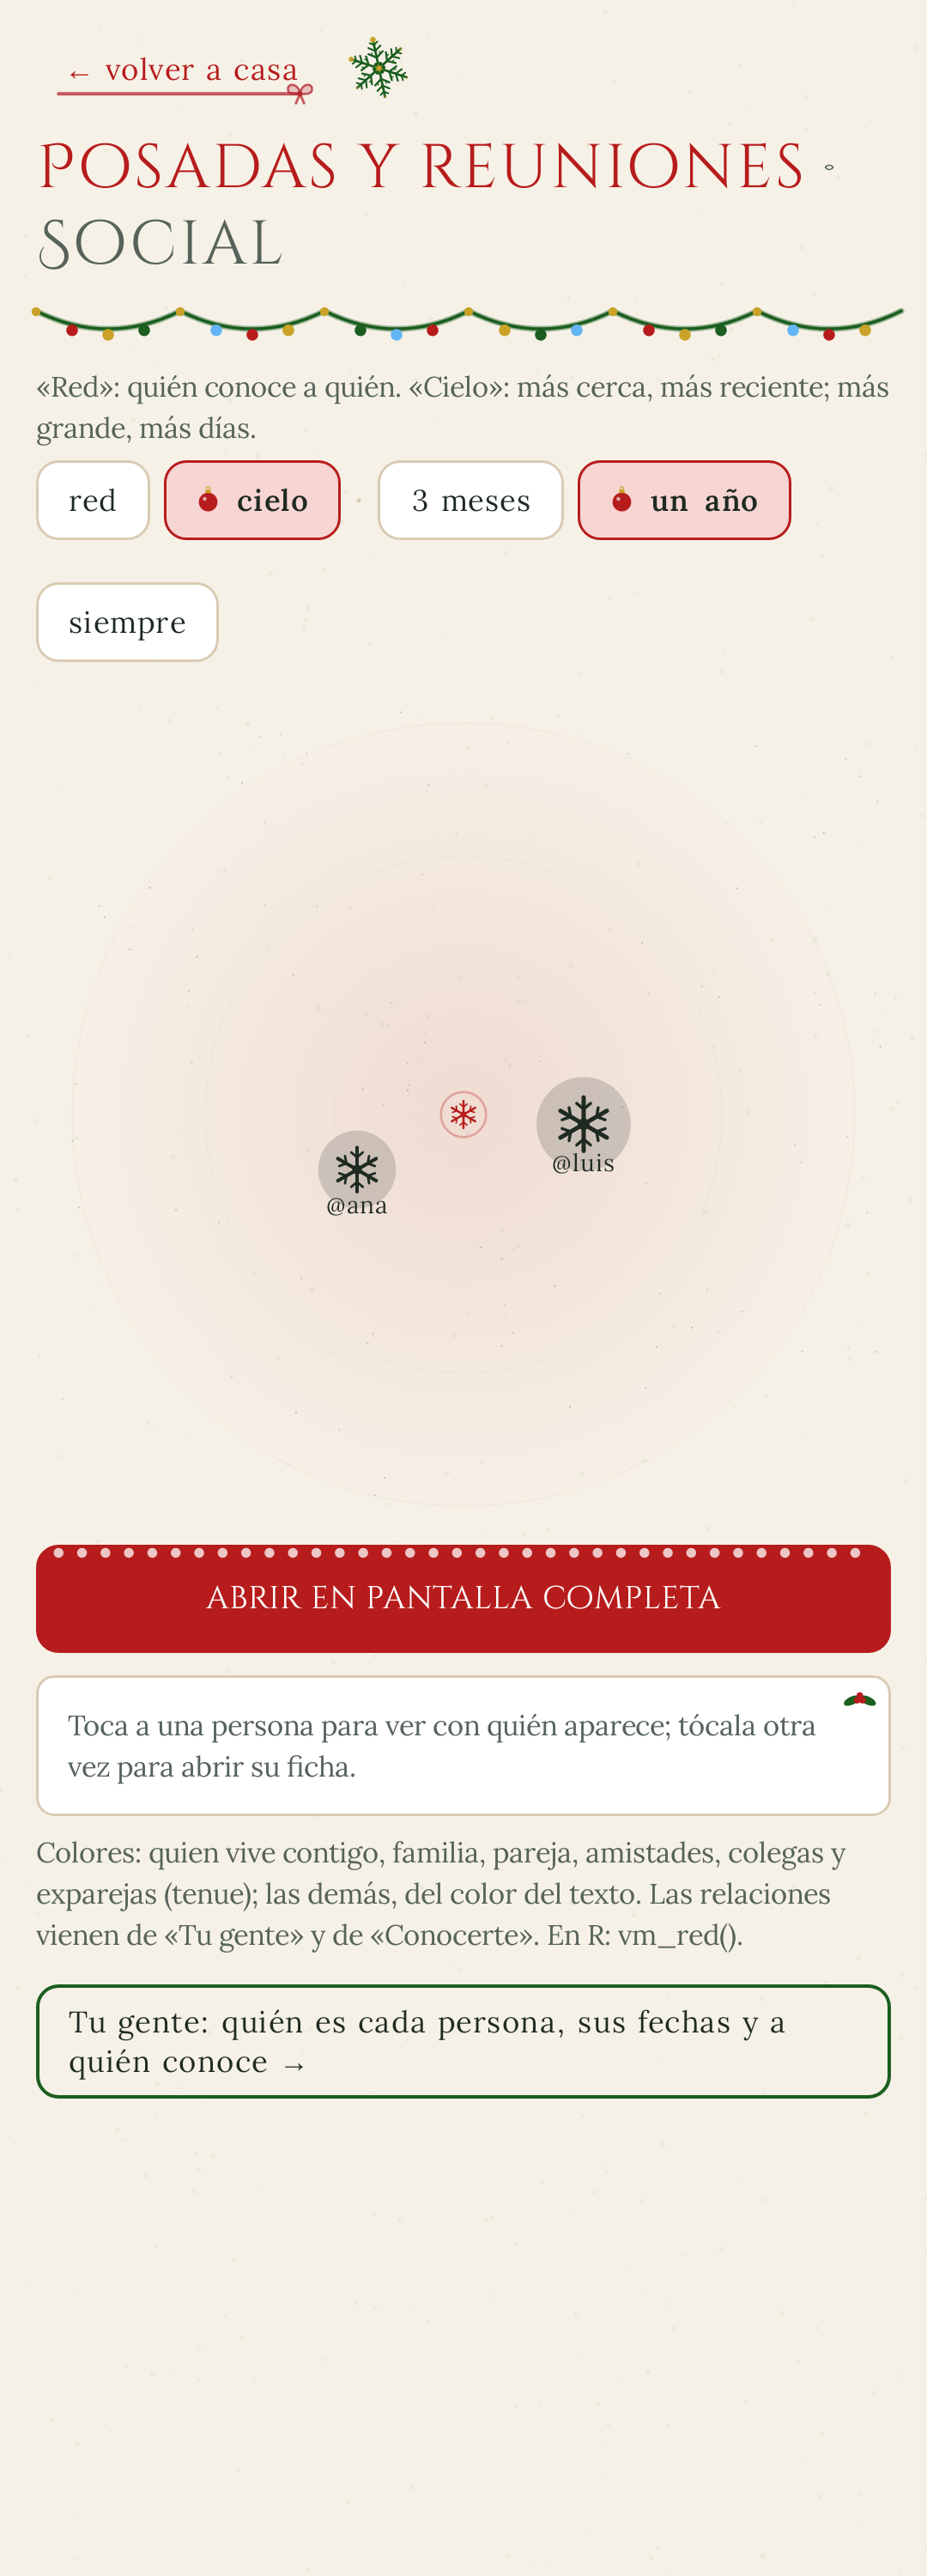 ← volver a casa
Posadas y reuniones ·
Social
«Red»: quién conoce a quién. «Cielo»: más cerca, más reciente; más
grande, más días.
red cielo · 3 meses un año
siempre
@luis
@ana
ABRIR EN PANTALLA COMPLETA
Toca a una persona para ver con quién aparece; tócala otra
vez para abrir su ficha.
Colores: quien vive contigo, familia, pareja, amistades, colegas y
exparejas (tenue); las demás, del color del texto. Las relaciones
vienen de «Tu gente» y de «Conocerte». En R: vm_red().
Tu gente: quién es cada persona, sus fechas y a
quién conoce →